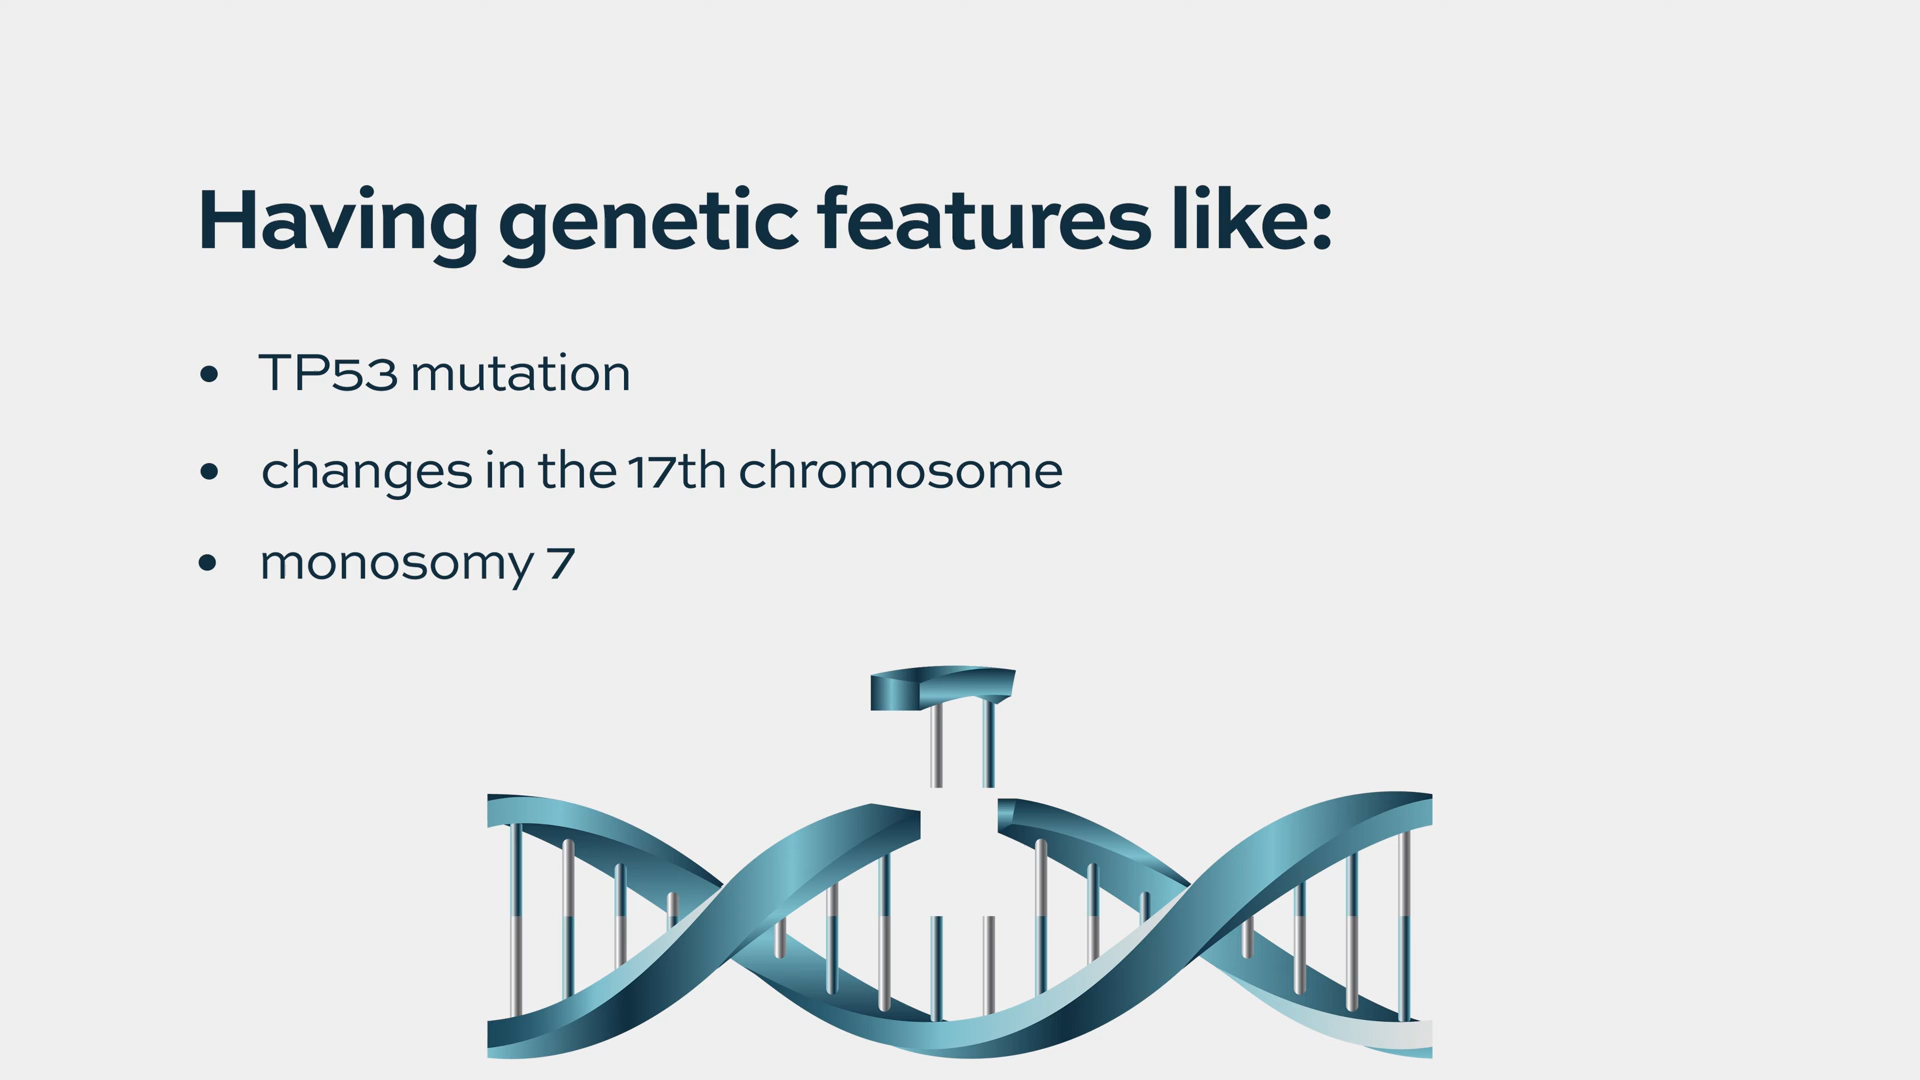 Having genetic features like:
• TP53 mutation
• changes in the 17th chromosome
• monosomy 7